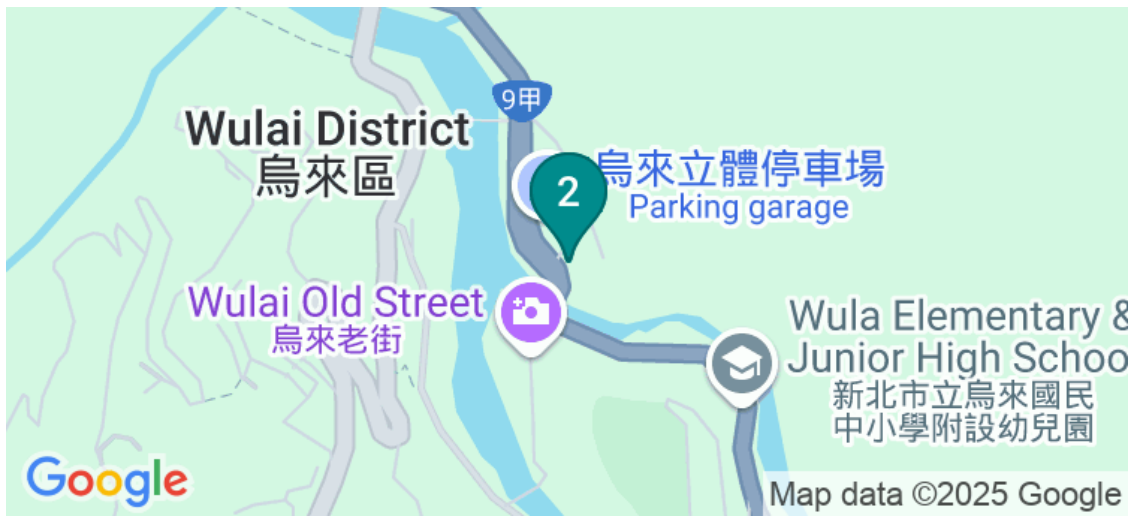 9甲
Wulai District
烏來區
烏來立體停車場
Parking garage
2
Wulai Old Street
烏來老街
Wula Elementary &
Junior High Schoo
新北市立烏來國民
中小學附設幼兒園
Google
Map data ©2025 Google